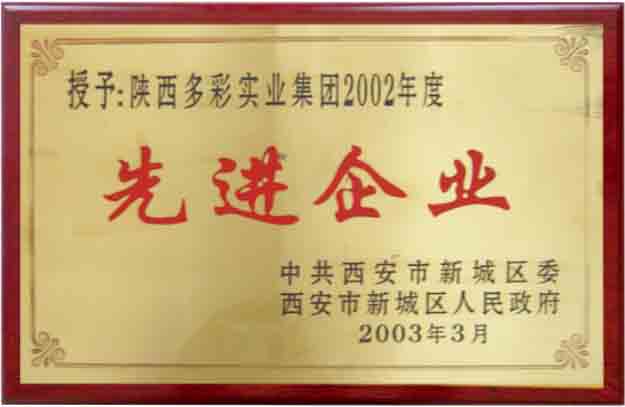 授予:陕西多彩实业集团2002年度
先进企业
中共西安市新城区委
西安市新城区人民政府
2003年3月